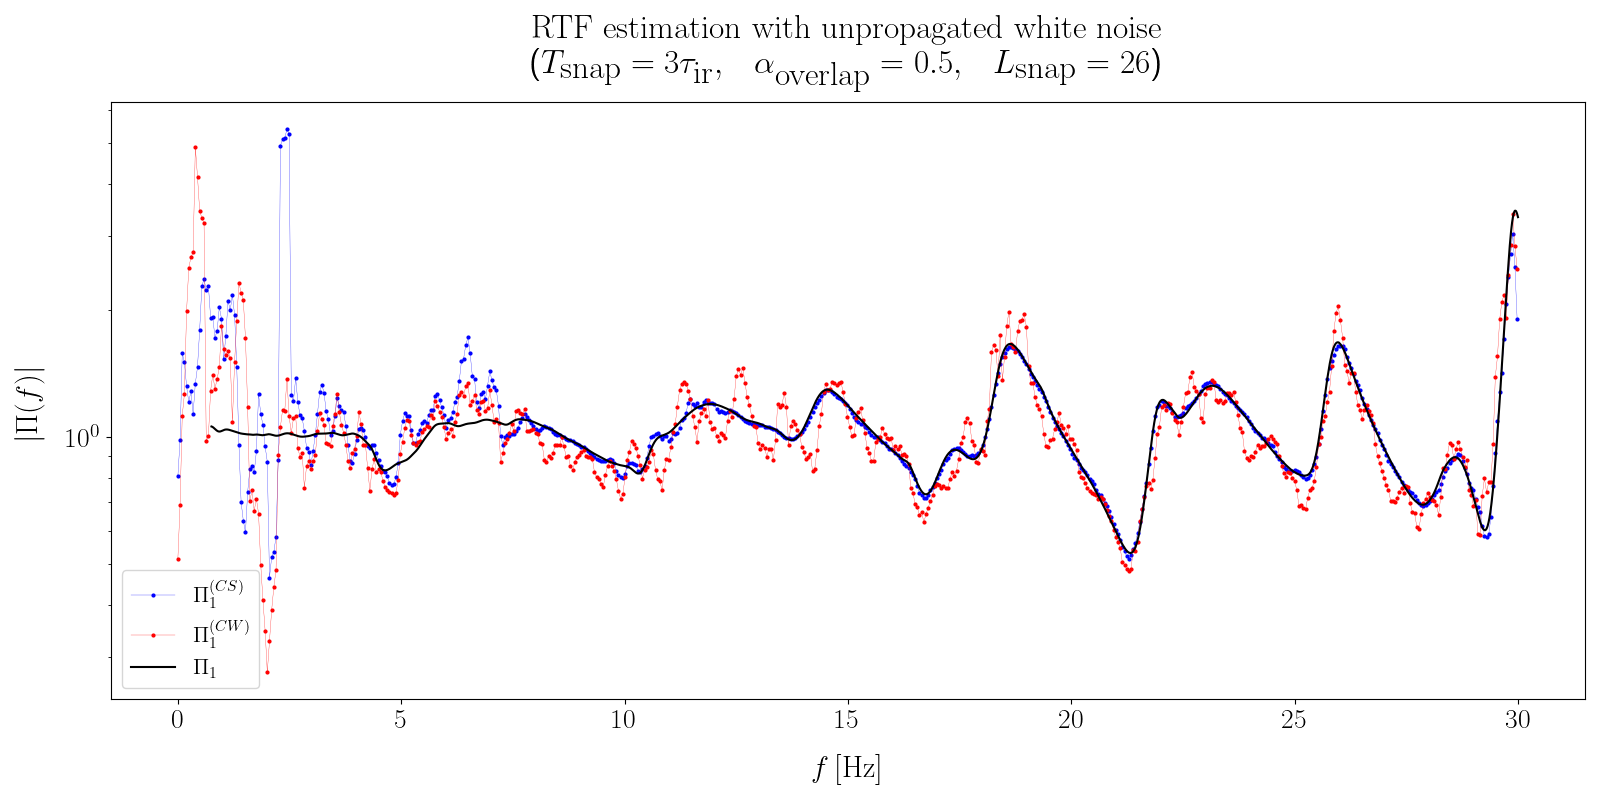 RTF estimation with unpropagated white noise
(T_snap = 3τ_ir, α_overlap = 0.5, L_snap = 26)
|Π(f)|
10^0
Π_1^(CS)
Π_1^(CW)
Π_1
0 5 10 15 20 25 30
f [Hz]